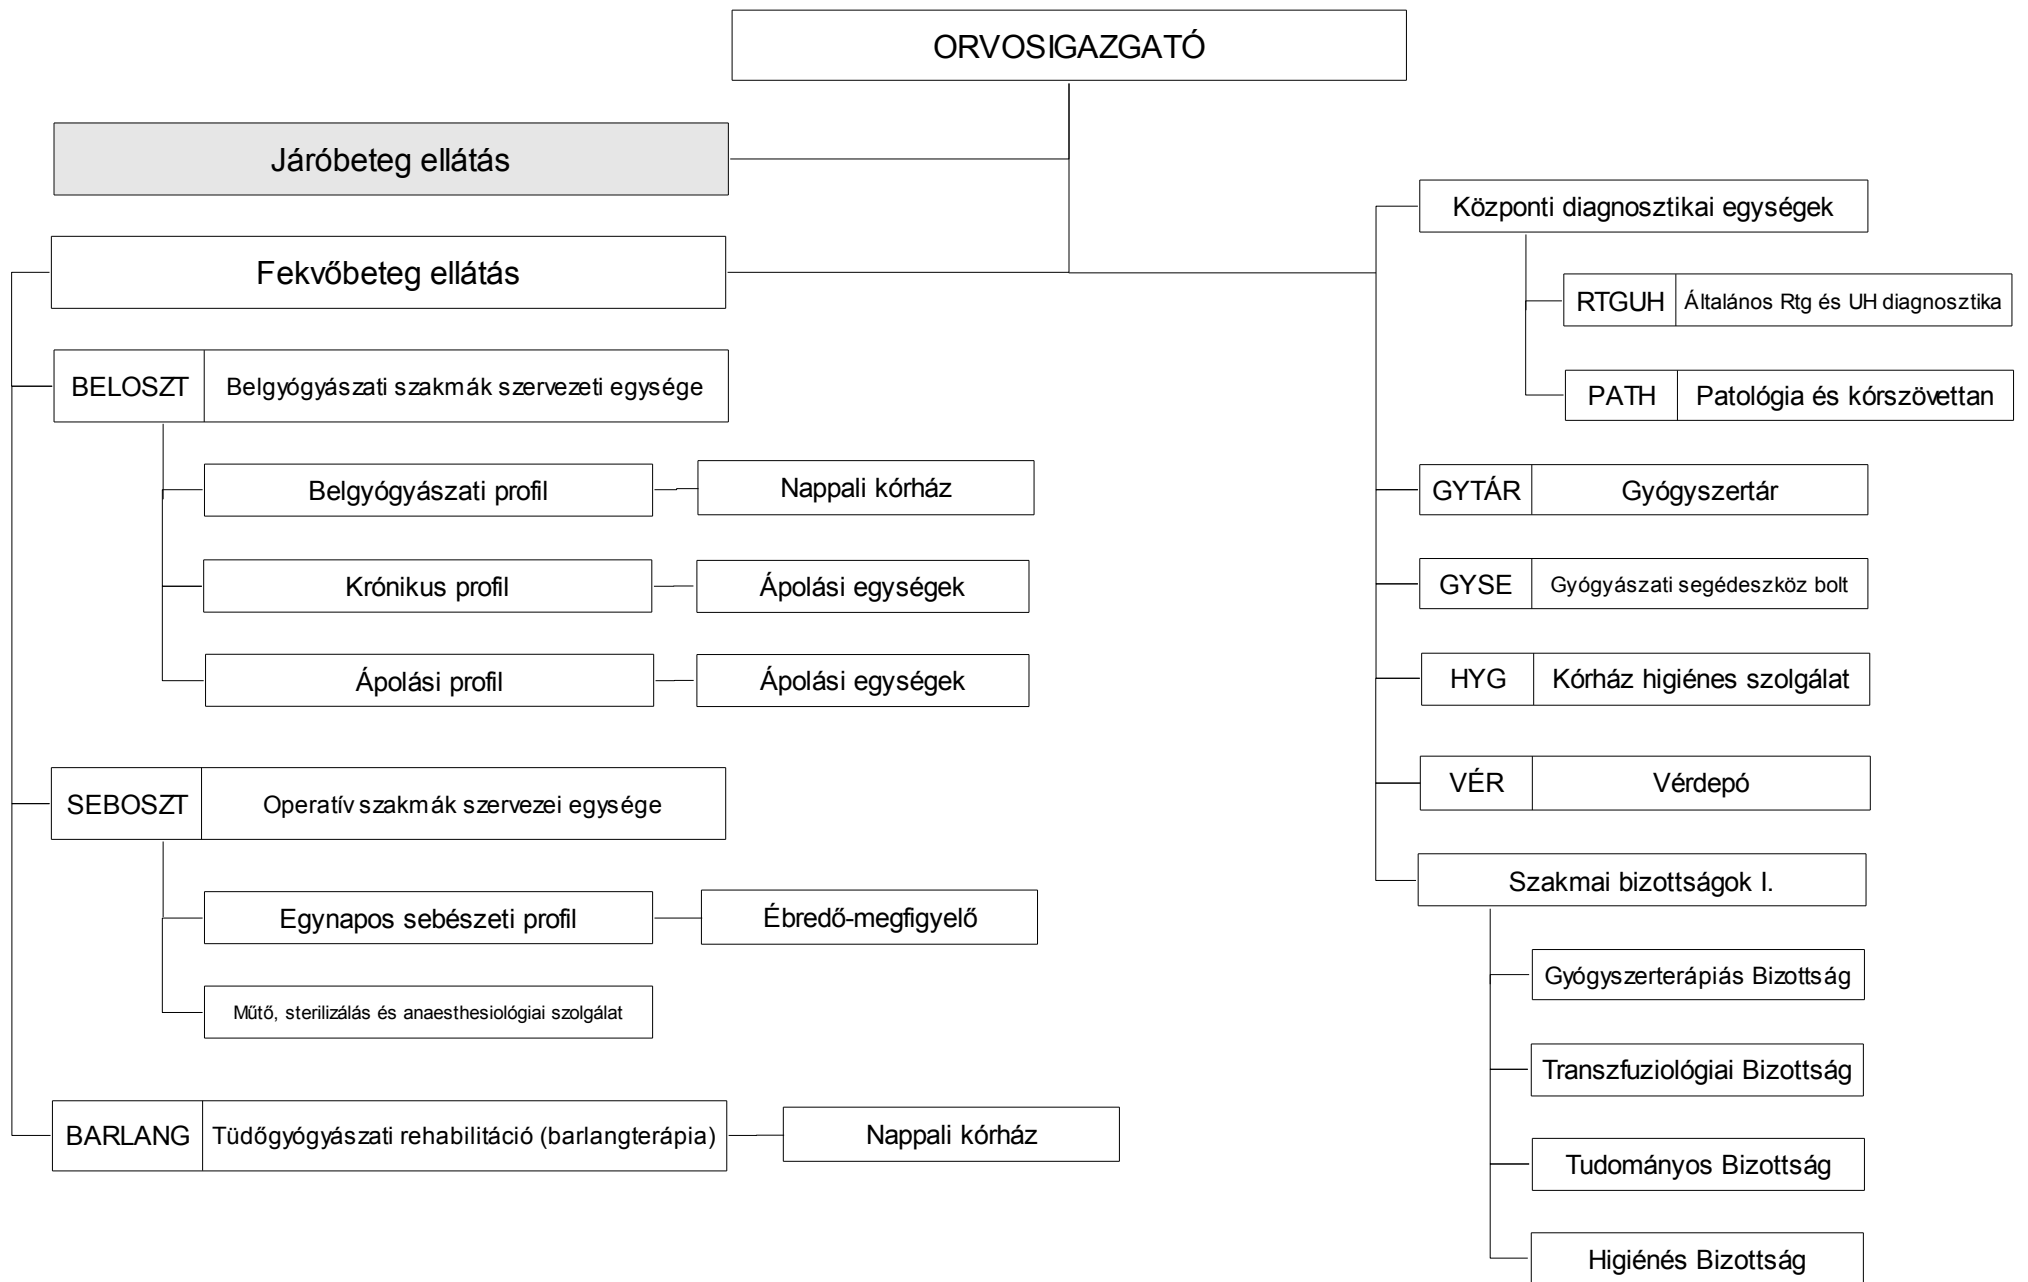 ORVOSIGAZGATÓ
Járóbeteg ellátás
Fekvőbeteg ellátás
BELOSZT Belgyógyászati szakmák szervezeti egysége
Belgyógyászati profil
Nappali kórház
Krónikus profil
Ápolási egységek
Ápolási profil
Ápolási egységek
SEBOSZT Operatív szakmák szervezei egysége
Egynapos sebészeti profil
Ébredő-megfigyelő
Műtő, sterilizálás és anaesthesiológiai szolgálat
BARLANG Tüdőgyógyászati rehabilitáció (barlangterápia)
Nappali kórház
Központi diagnosztikai egységek
RTGUH Általános Rtg és UH diagnosztika
PATH Patológia és kórszövettan
GYTÁR Gyógyszertár
GYSE Gyógyászati segédeszköz bolt
HYG Kórház higiénes szolgálat
VÉR Vérdepó
Szakmai bizottságok I.
Gyógyszerterápiás Bizottság
Transzfuziológiai Bizottság
Tudományos Bizottság
Higiénés Bizottság